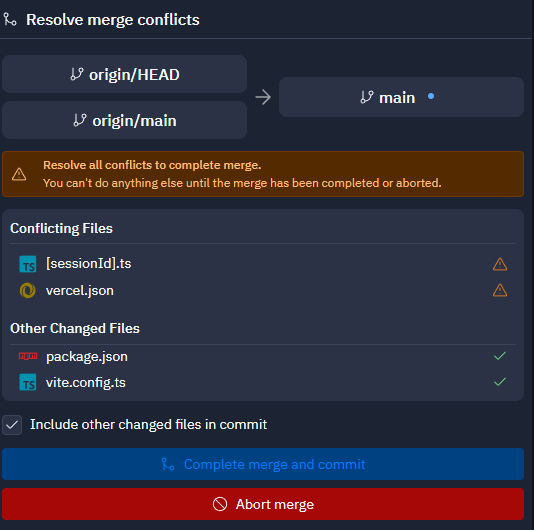 Resolve merge conflicts
origin/HEAD
origin/main
main
Resolve all conflicts to complete merge.
You can't do anything else until the merge has been completed or aborted.
Conflicting Files
TS [sessionId].ts
vercel.json
Other Changed Files
npm package.json
TS vite.config.ts
Include other changed files in commit
Complete merge and commit
Abort merge